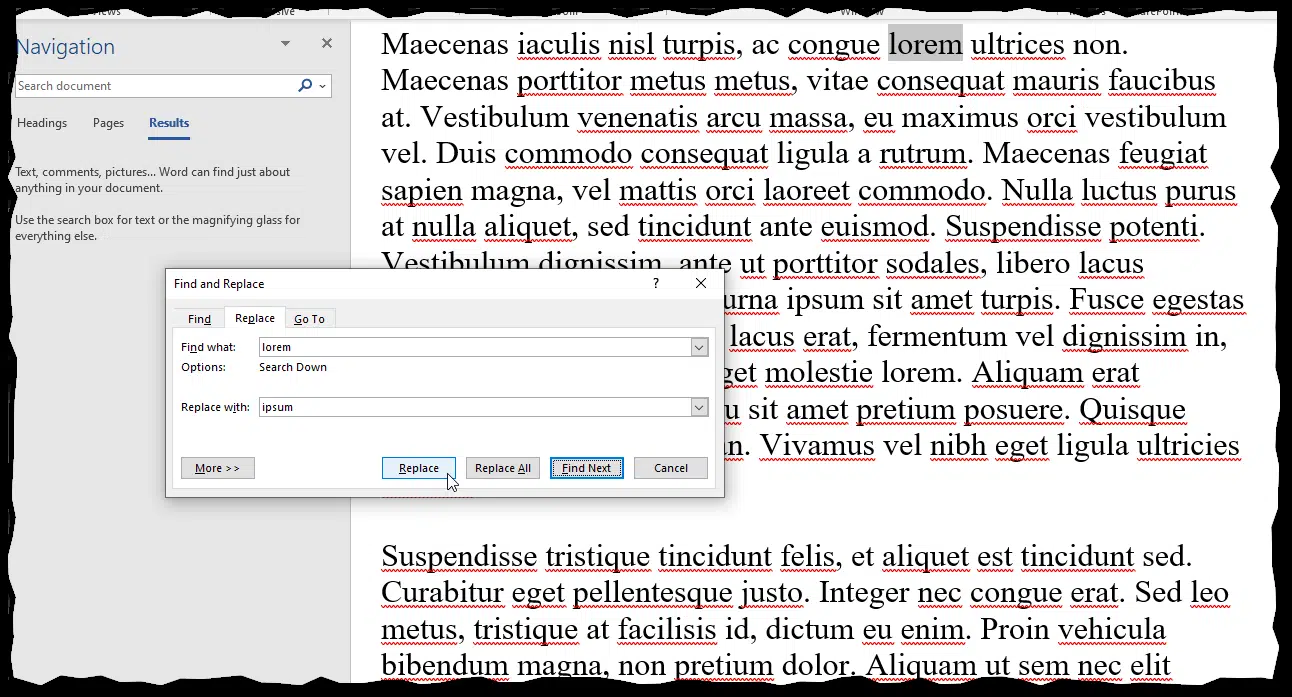 Navigation
Search document
Headings Pages Results
Text, comments, pictures... Word can find just about
anything in your document.
Use the search box for text or the magnifying glass for
everything else.
Maecenas iaculis nisl turpis, ac congue lorem ultrices non.
Maecenas porttitor metus metus, vitae consequat mauris faucibus
at. Vestibulum venenatis arcu massa, eu maximus orci vestibulum
vel. Duis commodo consequat ligula a rutrum. Maecenas feugiat
sapien magna, vel mattis orci laoreet commodo. Nulla luctus purus
at nulla aliquet, sed tincidunt ante euismod. Suspendisse potenti.
Vestibulum dignissim, ante ut porttitor sodales, libero lacus
urna ipsum sit amet turpis. Fusce egestas
lacus erat, fermentum vel dignissim in,
get molestie lorem. Aliquam erat
u sit amet pretium posuere. Quisque
n. Vivamus vel nibh eget ligula ultricies
Find and Replace ?
Find Replace Go To
Find what: lorem
Options: Search Down
Replace with: ipsum
More >> Replace Replace All Find Next Cancel
Suspendisse tristique tincidunt felis, et aliquet est tincidunt sed.
Curabitur eget pellentesque justo. Integer nec congue erat. Sed leo
metus, tristique at facilisis id, dictum eu enim. Proin vehicula
bibendum magna, non pretium dolor. Aliquam ut sem nec elit